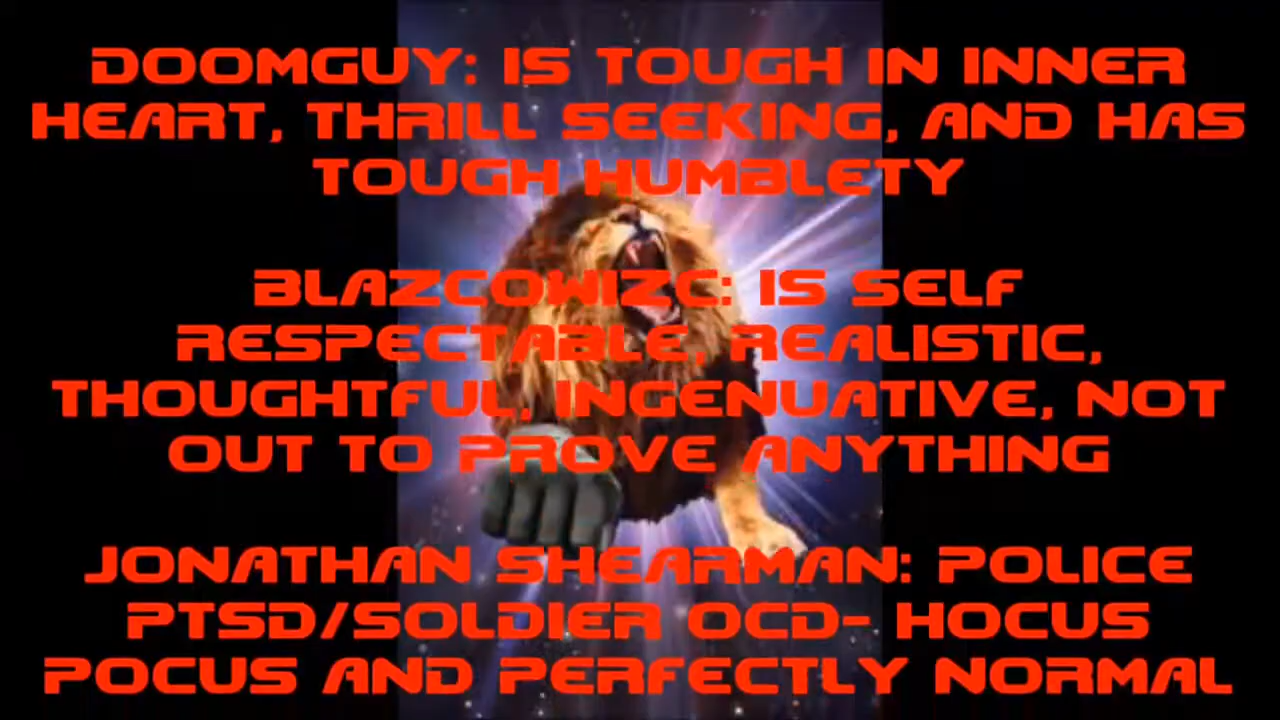 DOOMGUY: IS TOUGH IN INNER
HEART, THRILL SEEKING, AND HAS
TOUGH HUMBLETY
BLAZCOWIZC: IS SELF
RESPECTABLE, REALISTIC,
THOUGHTFUL, INGENUATIVE, NOT
OUT TO PROVE ANYTHING
JONATHAN SHEARMAN: POLICE
PTSD/SOLDIER OCD- HOCUS
POCUS AND PERFECTLY NORMAL